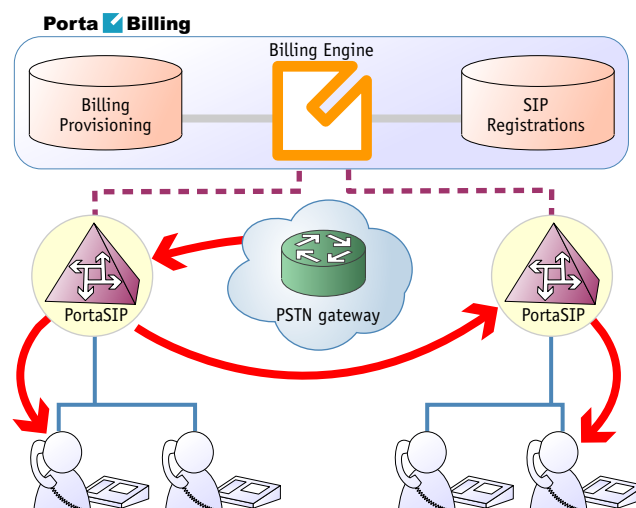 Porta Billing
Billing Engine
Billing
Provisioning
SIP
Registrations
PortaSIP
PSTN gateway
PortaSIP